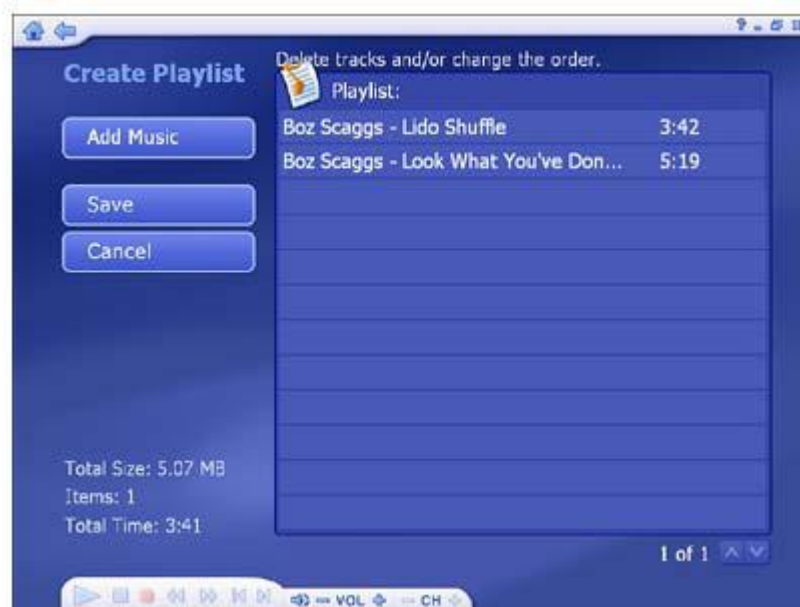 Create Playlist
Delete tracks and/or change the order.
Playlist:
Add Music
Boz Scaggs - Lido Shuffle 3:42
Boz Scaggs - Look What You've Don... 5:19
Save
Cancel
Total Size: 5.07 MB
Items: 1
Total Time: 3:41
1 of 1
VOL
CH